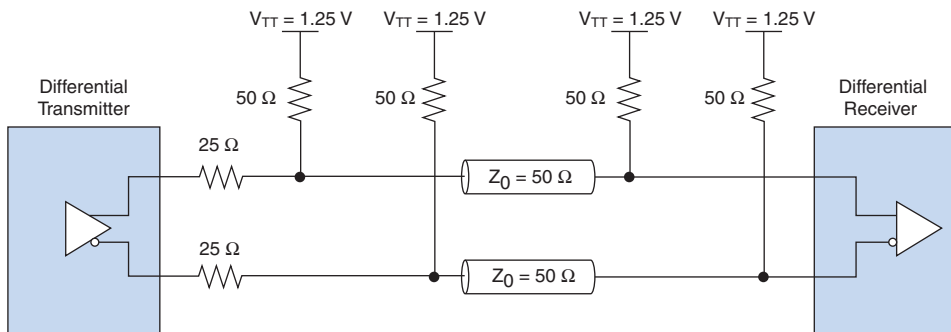 V_TT = 1.25 V V_TT = 1.25 V V_TT = 1.25 V V_TT = 1.25 V
Differential
Transmitter
50 Ω 50 Ω 50 Ω 50 Ω
Differential
Receiver
25 Ω
Z_0 = 50 Ω
25 Ω
Z_0 = 50 Ω